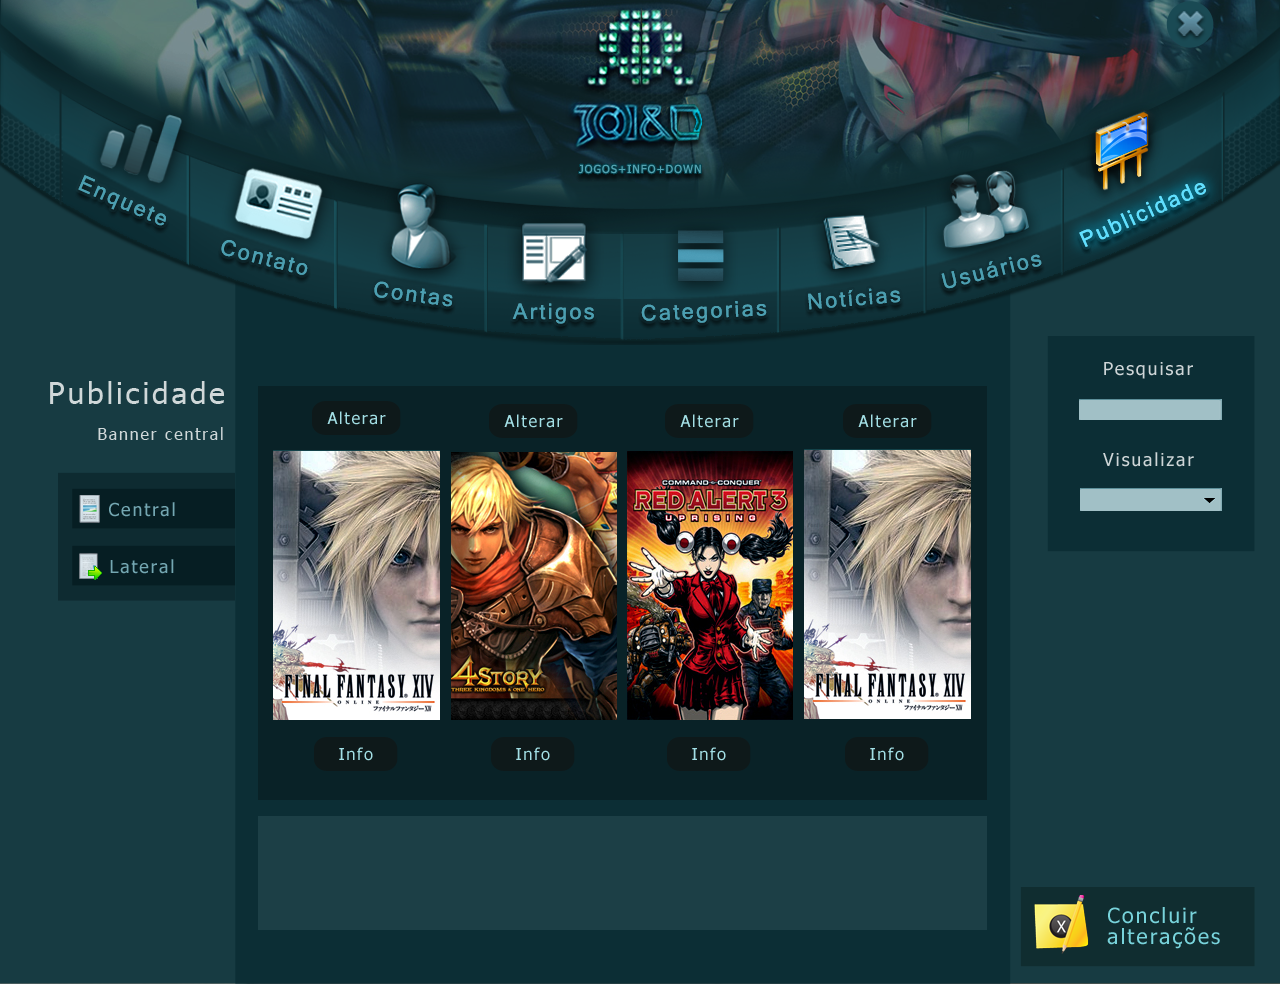 JOI&D
JOGOS+INFO+DOWN
Enquete
Contato
Contas
Artigos
Categorias
Notícias
Usuários
Publicidade
Publicidade
Banner central
Central
Lateral
Alterar
Alterar
Alterar
Alterar
FINAL FANTASY XIV
ONLINE
ファイナルファンタジーXIV
4STORY
THREE KINGDOMS & ONE HERO
COMMAND & CONQUER
RED ALERT 3
UPRISING
FINAL FANTASY XIV
ONLINE
ファイナルファンタジーXIV
Info
Info
Info
Info
Pesquisar
Visualizar
X
Concluir
alterações